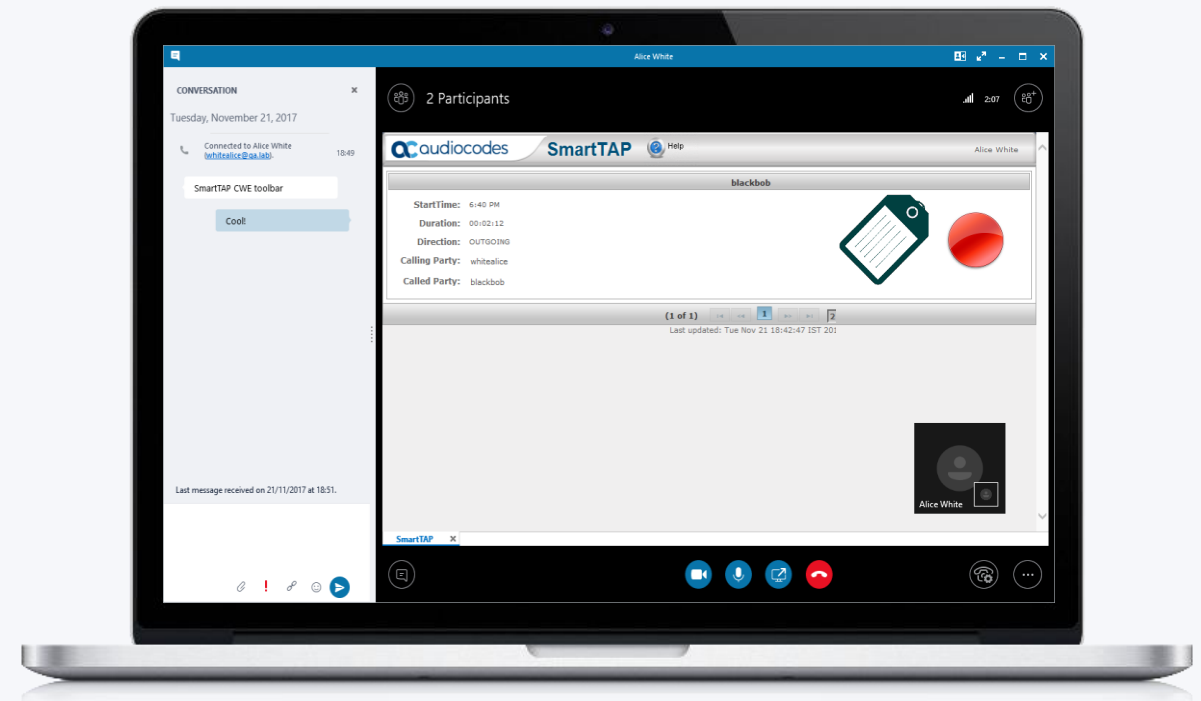 Alice White
CONVERSATION
Tuesday, November 21, 2017
Connected to Alice White
(whitealice@qa.lab).
18:49
SmartTAP CWE toolbar
Cool!
Last message received on 21/11/2017 at 18:51.
2 Participants
2:07
audiocodes
SmartTAP
Help
Alice White
blackbob
StartTime: 6:40 PM
Duration: 00:02:12
Direction: OUTGOING
Calling Party: whitealice
Called Party: blackbob
(1 of 1)
1
2
Last updated: Tue Nov 21 18:42:47 IST 201
Alice White
SmartTAP